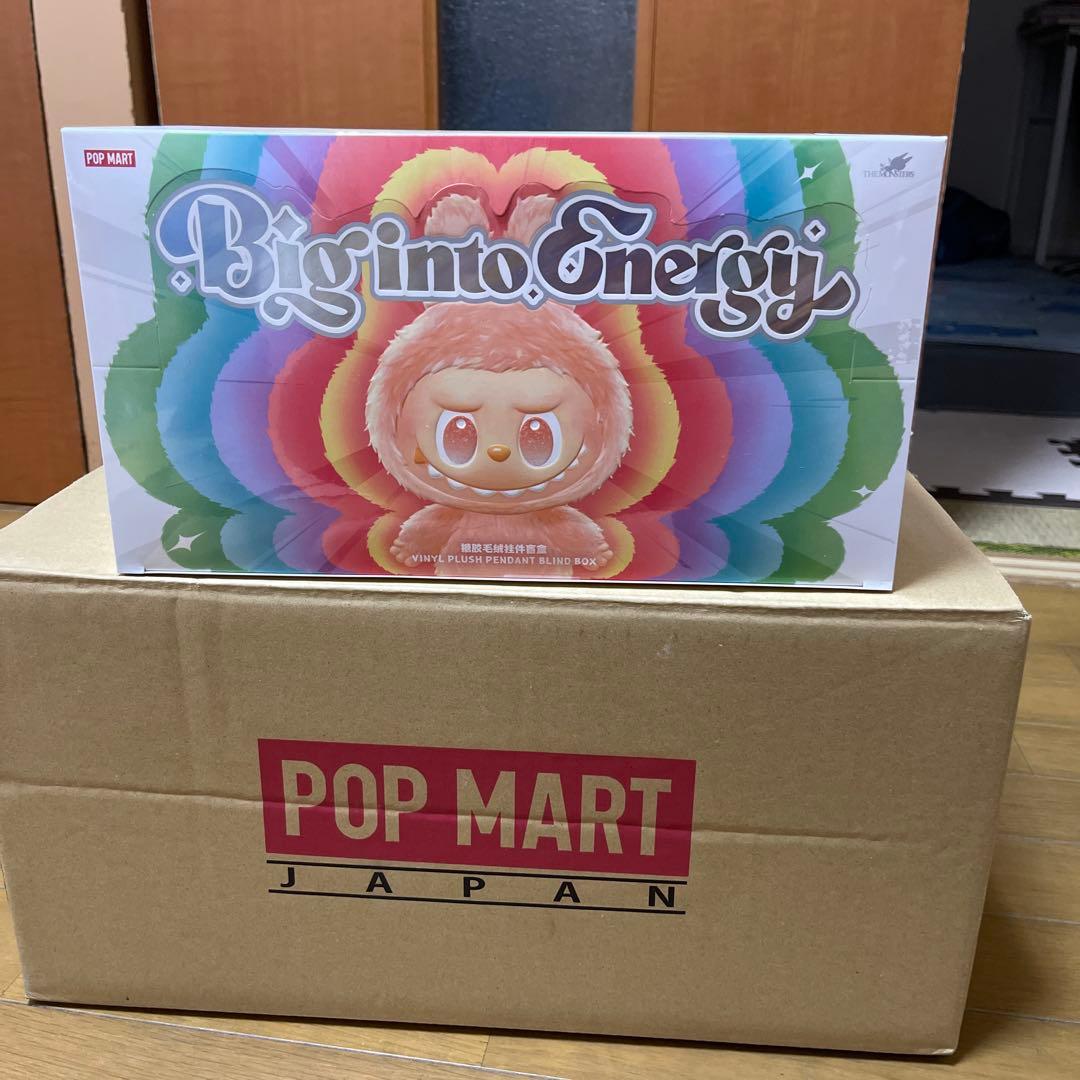 POP MART
THE MONSTERS
Big into Energy
搪胶毛绒挂件盲盒
VINYL PLUSH PENDANT BLIND BOX
POP MART
JAPAN